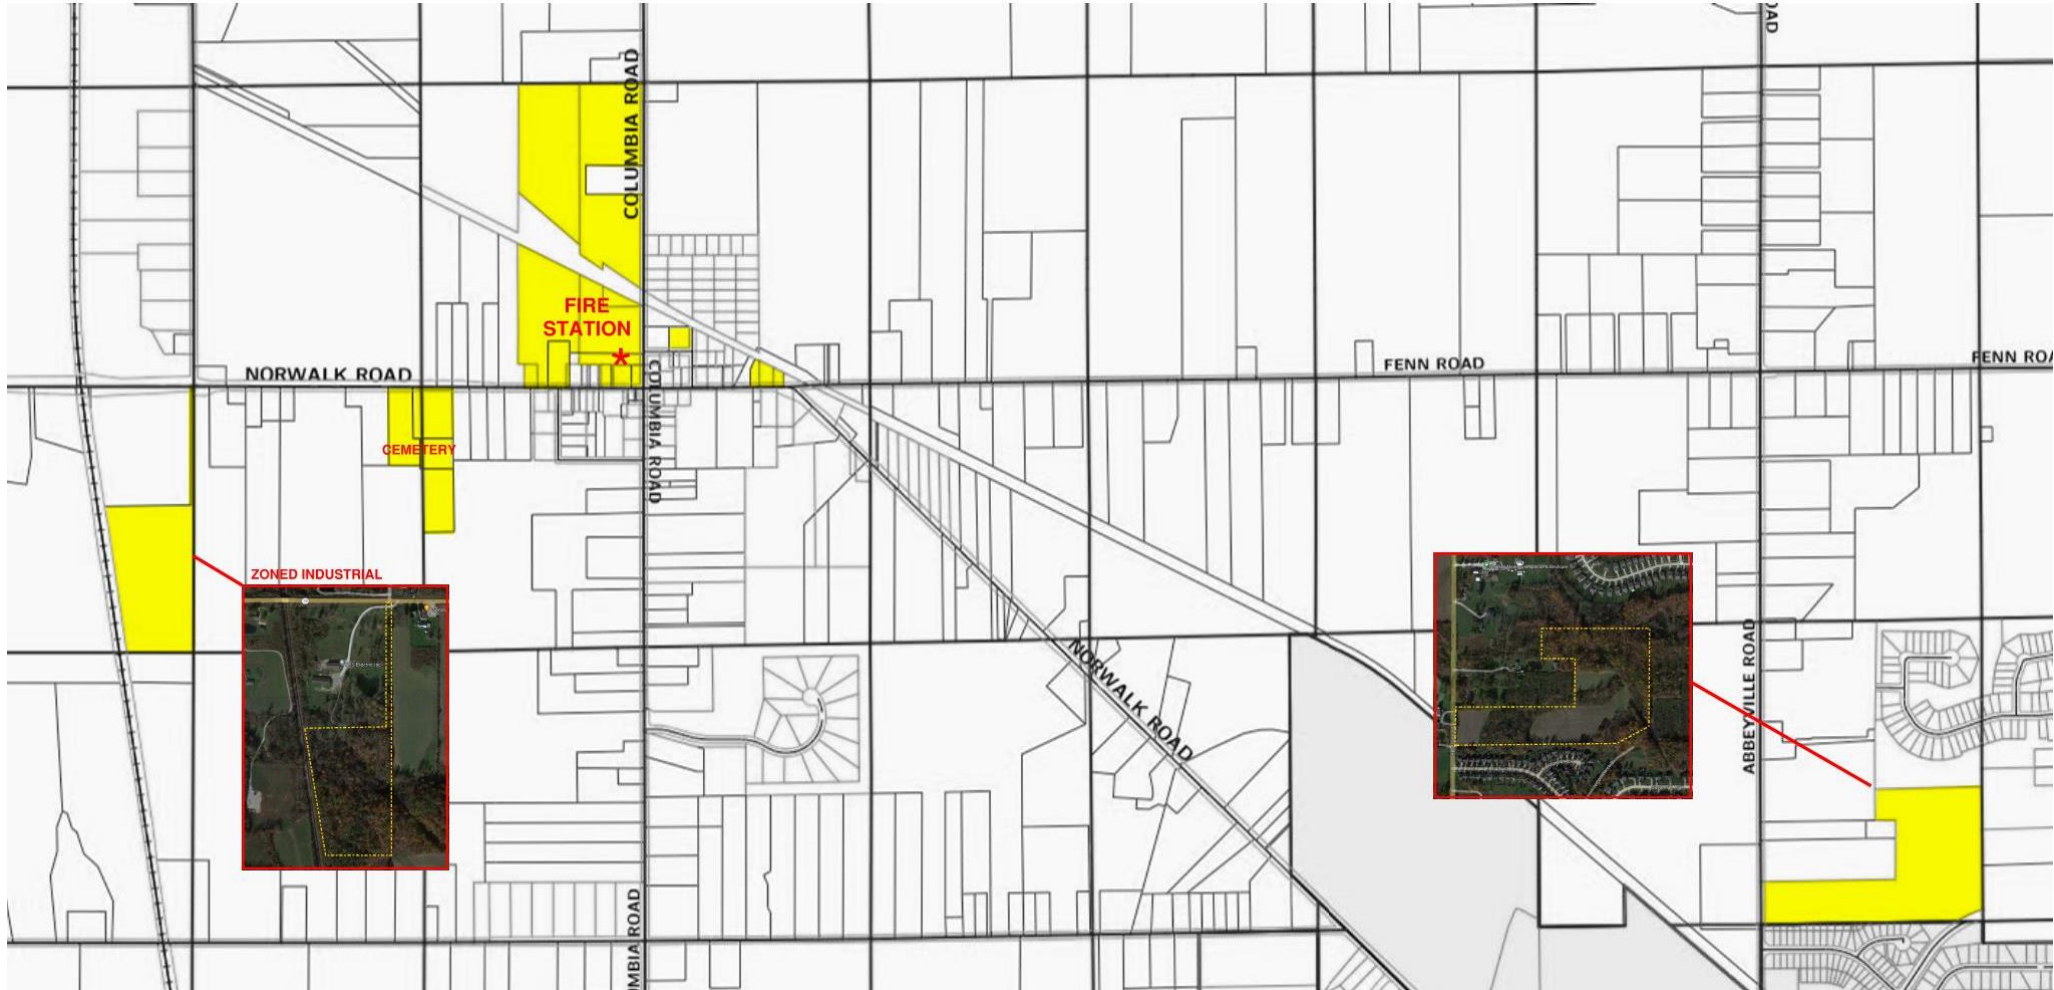 OAD
COLUMBIA ROAD
FIRE
STATION
NORWALK ROAD
FENN ROAD
FENN ROA
COLUMBIA ROAD
CEMETERY
ZONED INDUSTRIAL
NORWALK ROAD
ABBEYVILLE ROAD
MBIA ROAD